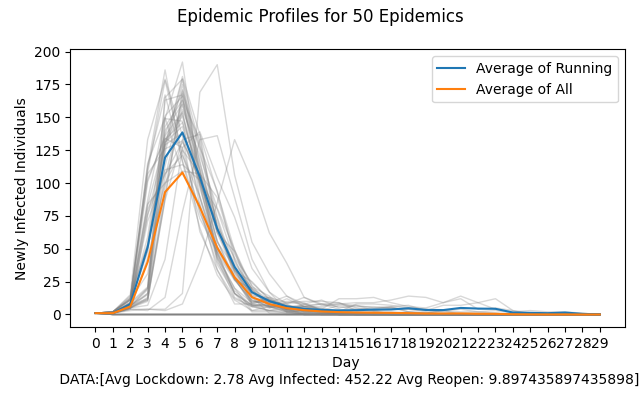 Epidemic Profiles for 50 Epidemics
200
175
150
125
100
75
50
25
0
Newly Infected Individuals
Average of Running
Average of All
0 1 2 3 4 5 6 7 8 9 10 11 12 13 14 15 16 17 18 19 20 21 22 23 24 25 26 27 28 29
Day
DATA:[Avg Lockdown: 2.78 Avg Infected: 452.22 Avg Reopen: 9.897435897435898]